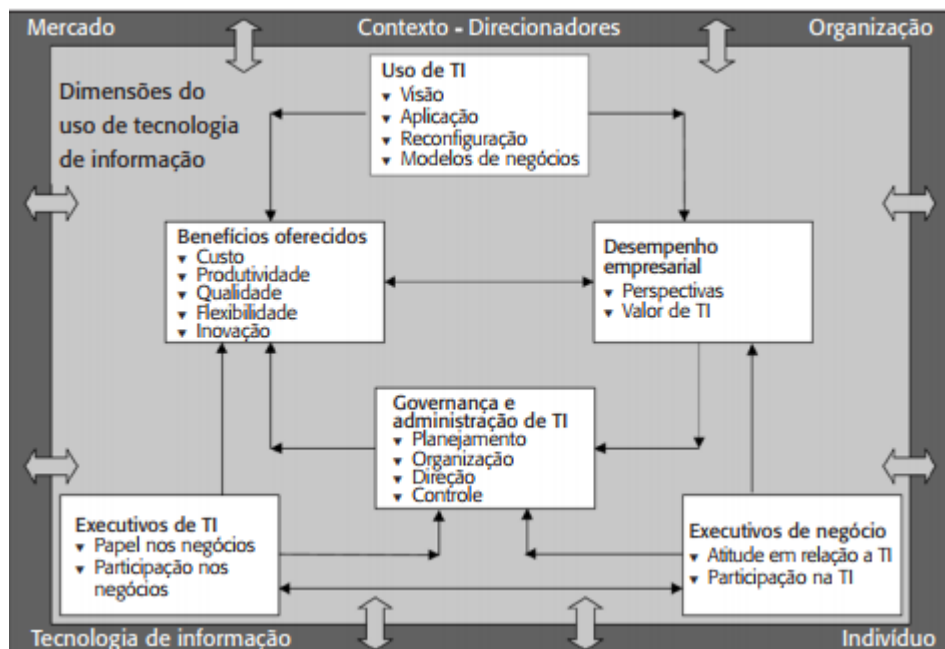 Mercado
Contexto - Direcionadores
Organização
Dimensões do
uso de tecnologia
de informação
Uso de TI
▾ Visão
▾ Aplicação
▾ Reconfiguração
▾ Modelos de negócios
Benefícios oferecidos
▾ Custo
▾ Produtividade
▾ Qualidade
▾ Flexibilidade
▾ Inovação
Desempenho
empresarial
▾ Perspectivas
▾ Valor de TI
Governança e
administração de TI
▾ Planejamento
▾ Organização
▾ Direção
▾ Controle
Executivos de TI
▾ Papel nos negócios
▾ Participação nos
negócios
Executivos de negócio
▾ Atitude em relação a TI
▾ Participação na TI
Tecnologia de informação
Indivíduo